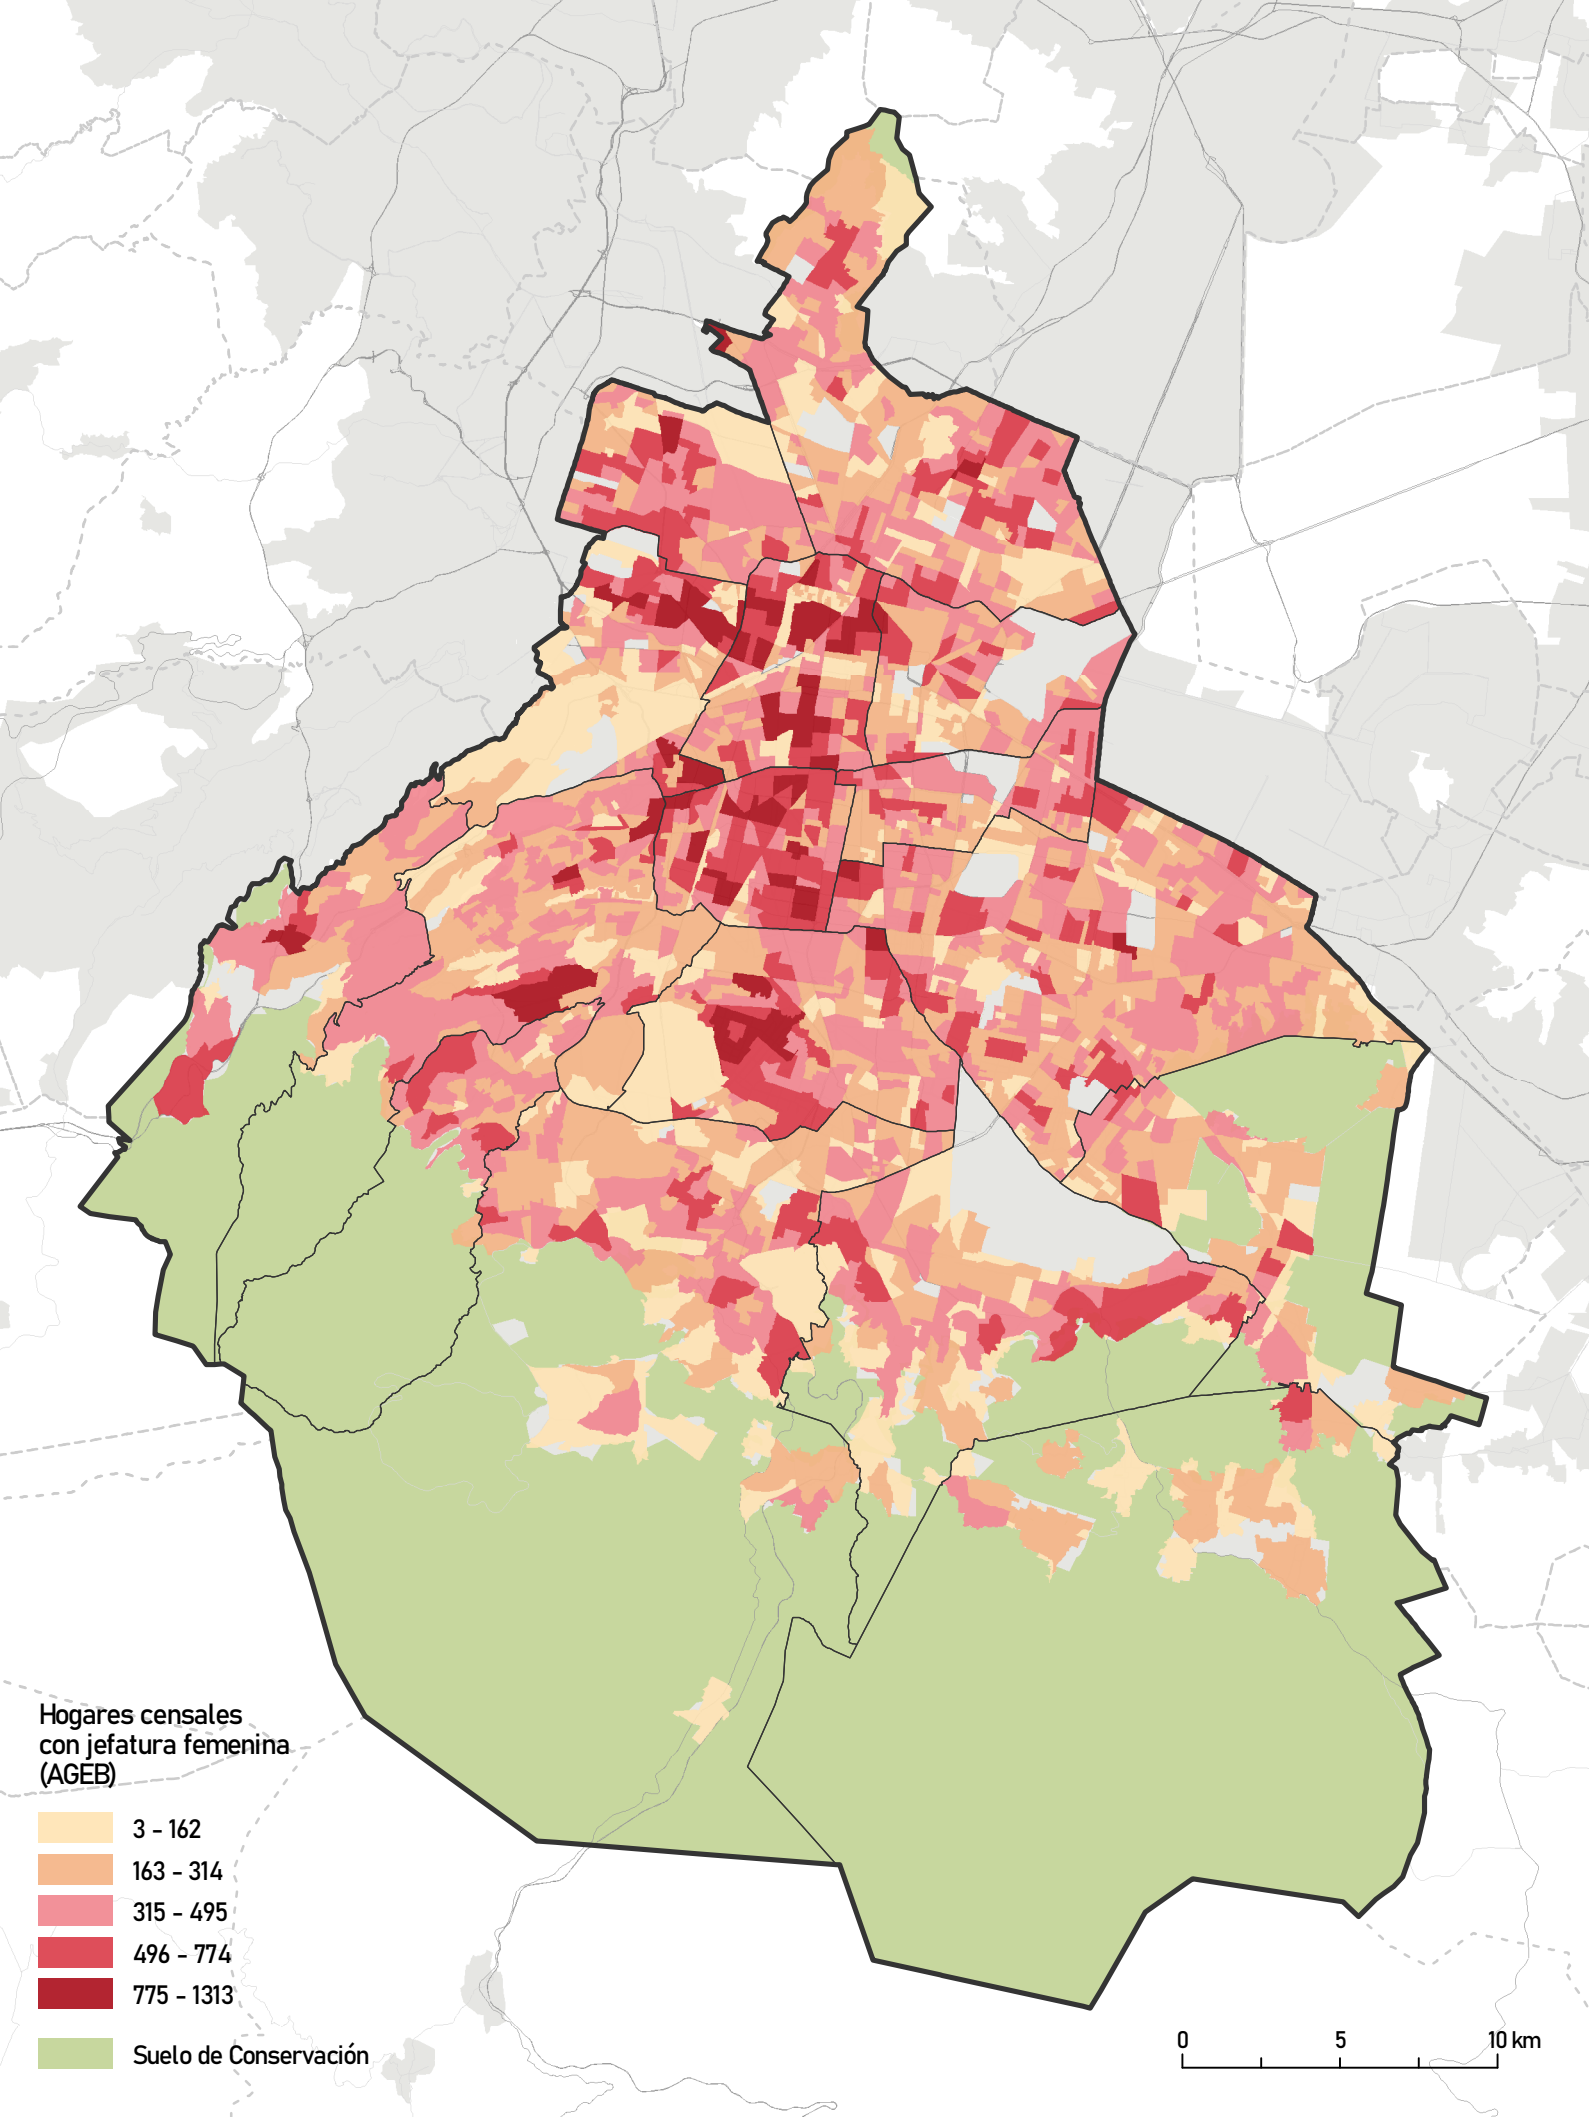 Hogares censales
con jefatura femenina
(AGEB)
3 - 162
163 - 314
315 - 495
496 - 774
775 - 1313
Suelo de Conservación
0 5 10 km